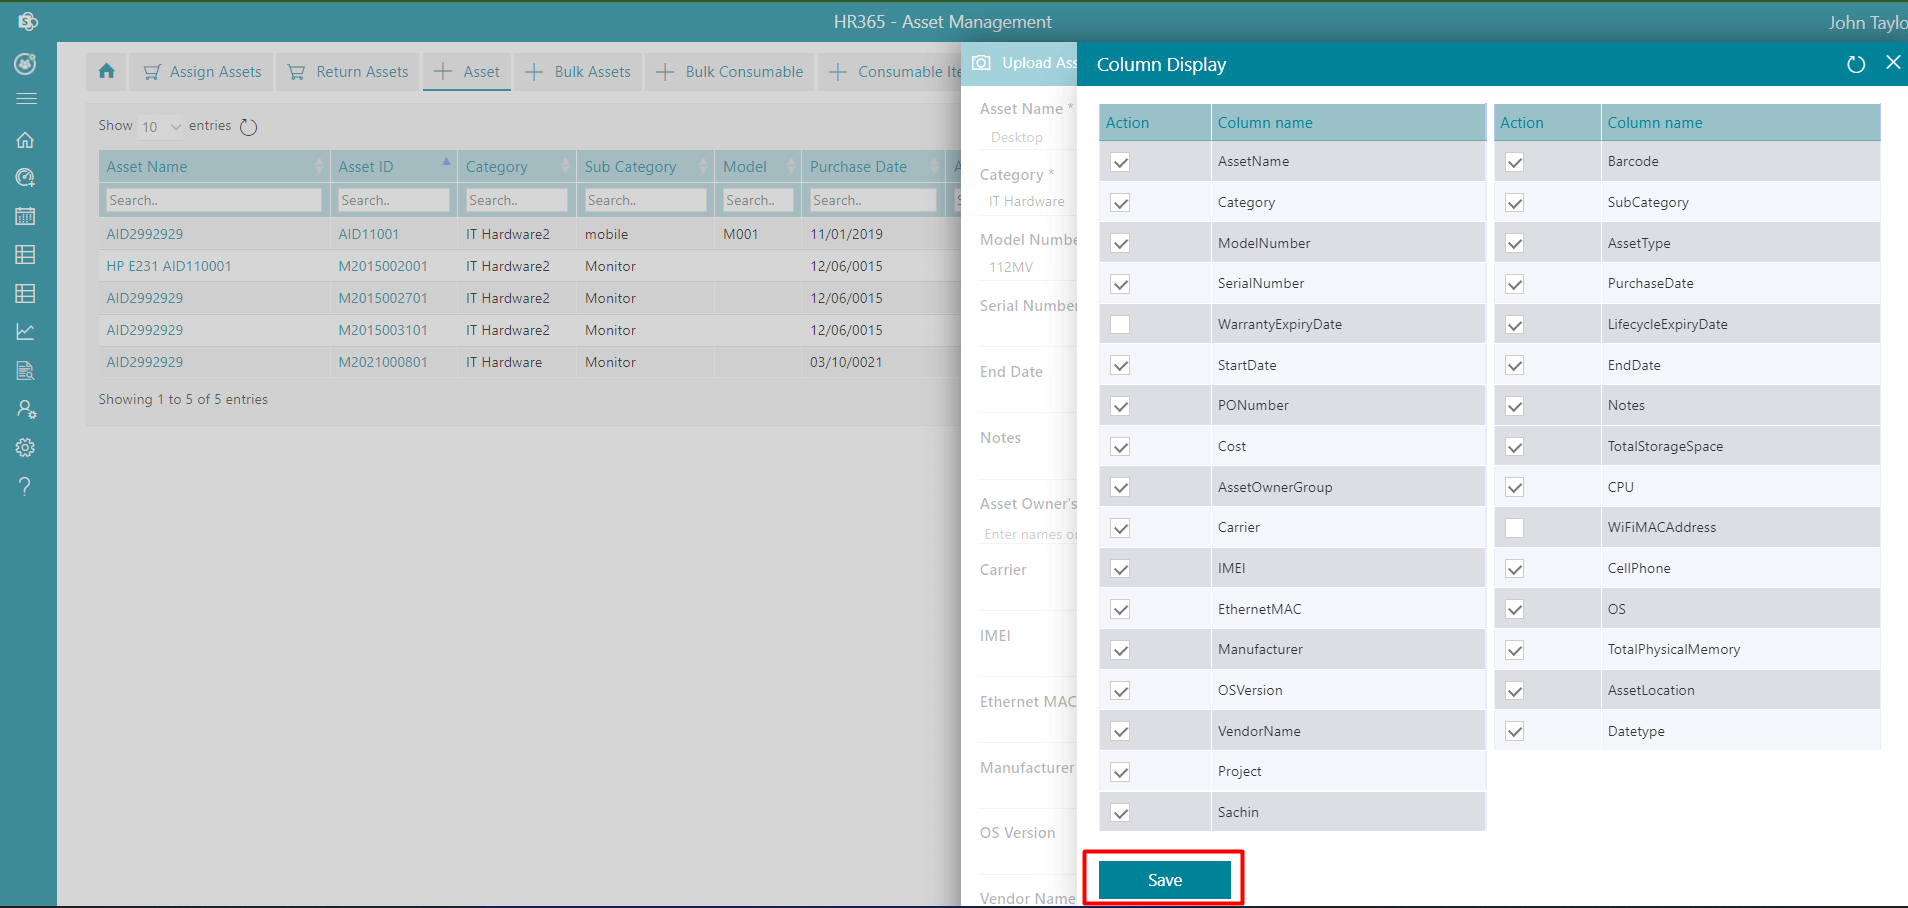 HR365 - Asset Management
John Taylo
Assign Assets
Return Assets
Asset
Bulk Assets
Bulk Consumable
Consumable Ite
Show 10 entries
Asset Name Asset ID Category Sub Category Model Purchase Date A
Search.. Search.. Search.. Search.. Search.. Search.. S
AID2992929 AID11001 IT Hardware2 mobile M001 11/01/2019
HP E231 AID110001 M2015002001 IT Hardware2 Monitor 12/06/0015
AID2992929 M2015002701 IT Hardware2 Monitor 12/06/0015
AID2992929 M2015003101 IT Hardware2 Monitor 12/06/0015
AID2992929 M2021000801 IT Hardware Monitor 03/10/0021
Showing 1 to 5 of 5 entries
Upload Ass
Asset Name *
Desktop
Category *
IT Hardware
Model Numbe
112MV
Serial Number
End Date
Notes
Asset Owner's
Enter names or
Carrier
IMEI
Ethernet MAC
Manufacturer
OS Version
Vendor Name
Column Display
Action Column name Action Column name
AssetName Barcode
Category SubCategory
ModelNumber AssetType
SerialNumber PurchaseDate
WarrantyExpiryDate LifecycleExpiryDate
StartDate EndDate
PONumber Notes
Cost TotalStorageSpace
AssetOwnerGroup CPU
Carrier WiFiMACAddress
IMEI CellPhone
EthernetMAC OS
Manufacturer TotalPhysicalMemory
OSVersion AssetLocation
VendorName Datetype
Project
Sachin
Save